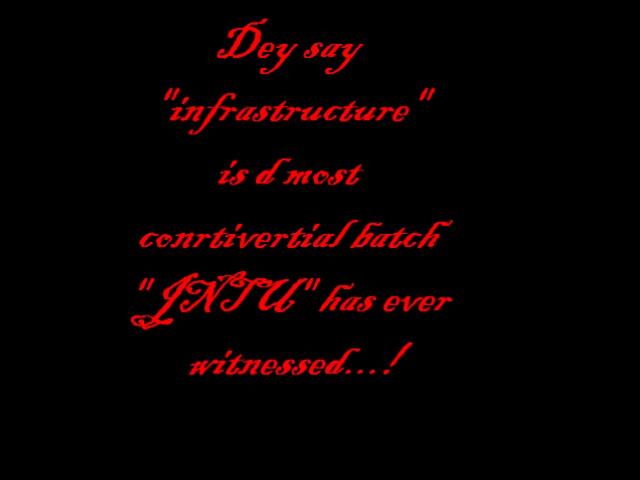 Dey say
"infrastructure"
is d most
conrtivertial batch
"JNTU" has ever
witnessed...!